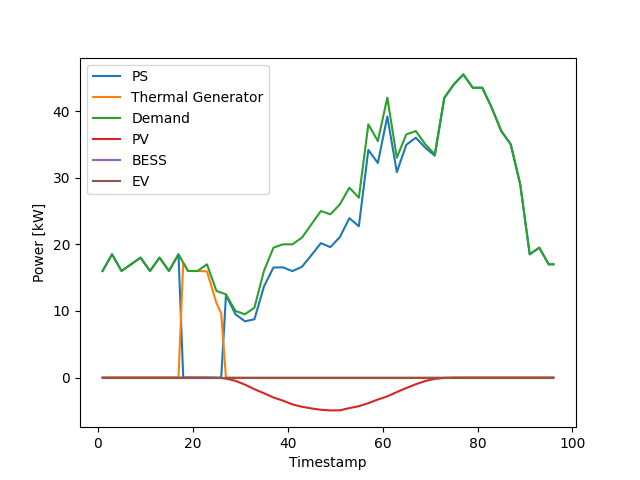 PS
Thermal Generator
Demand
PV
BESS
EV
Power [kW]
40
30
20
10
0
0 20 40 60 80 100
Timestamp